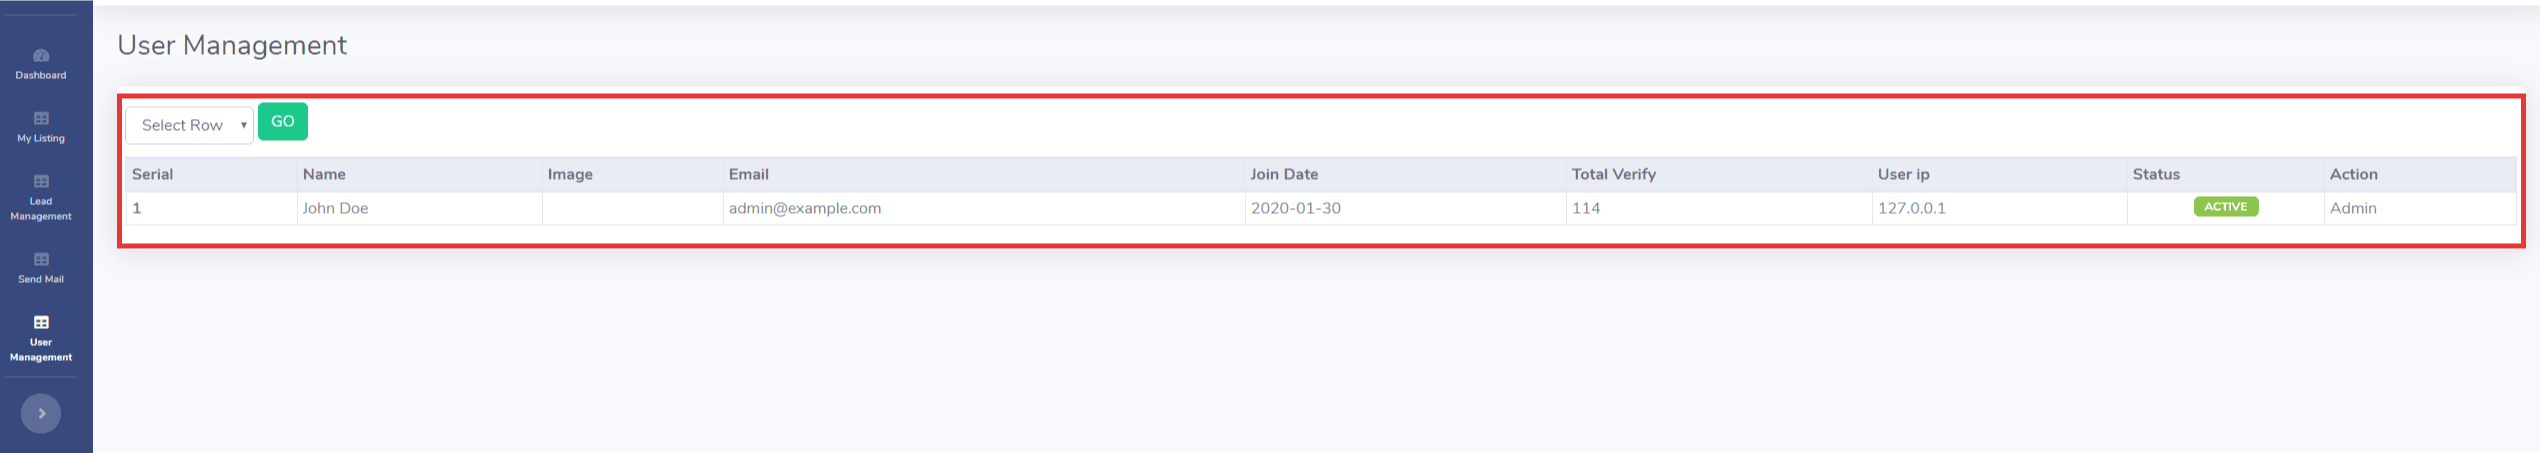 Dashboard
My Listing
Lead
Management
Send Mail
User
Management
User Management
Select Row GO
Serial Name Image Email Join Date Total Verify User ip Status Action
1 John Doe admin@example.com 2020-01-30 114 127.0.0.1 ACTIVE Admin